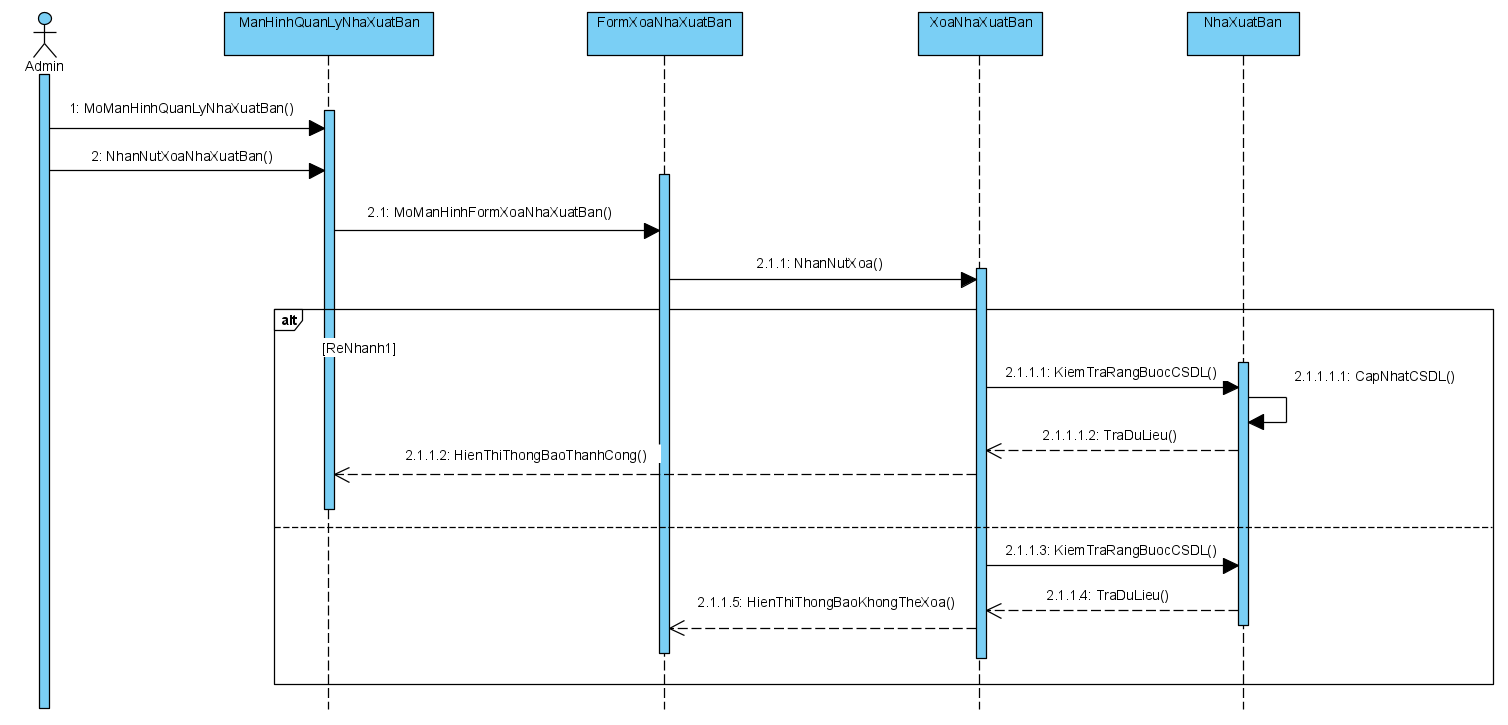 ManHinhQuanLyNhaXuatBan
FormXoaNhaXuatBan
XoaNhaXuatBan
NhaXuatBan
Admin
1: MoManHinhQuanLyNhaXuatBan()
2: NhanNutXoaNhaXuatBan()
2.1: MoManHinhFormXoaNhaXuatBan()
2.1.1: NhanNutXoa()
alt
[ReNhanh1]
2.1.1.1: KiemTraRangBuocCSDL()
2.1.1.1.1: CapNhatCSDL()
2.1.1.1.2: TraDuLieu()
2.1.1.2: HienThiThongBaoThanhCong()
2.1.1.3: KiemTraRangBuocCSDL()
2.1.1.4: TraDuLieu()
2.1.1.5: HienThiThongBaoKhongTheXoa()